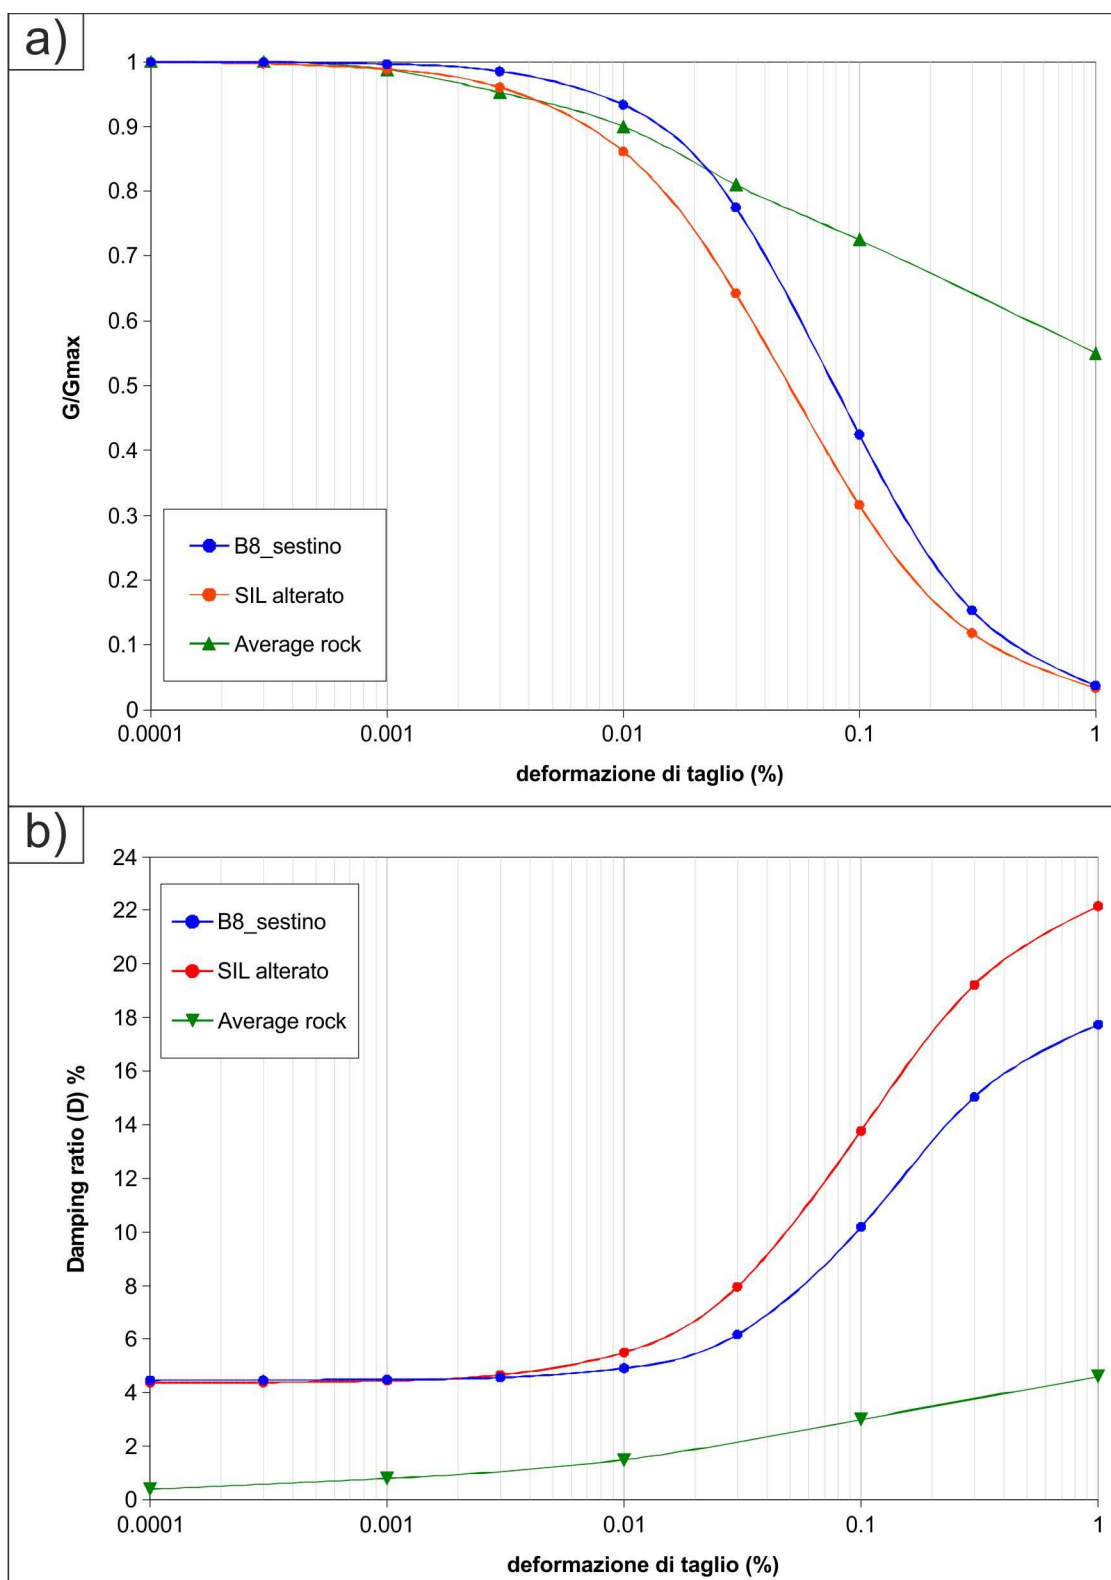 a)
1
0.9
0.8
0.7
0.6
0.5
0.4
0.3
0.2
0.1
0
G/Gmax
B8_sestino
SIL alterato
Average rock
0.0001 0.001 0.01 0.1 1
deformazione di taglio (%)
b)
24
22
20
18
16
14
12
10
8
6
4
2
0
Damping ratio (D) %
B8_sestino
SIL alterato
Average rock
0.0001 0.001 0.01 0.1 1
deformazione di taglio (%)